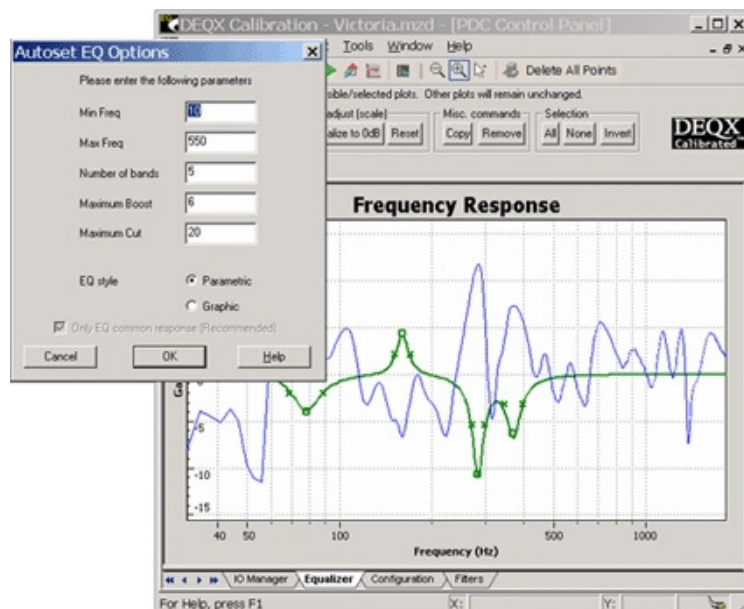 DEQX Calibration - Victoria.mzd - [PDC Control Panel]
Autoset EQ Options
Tools Window Help
Please enter the following parameters
Delete All Points
Min Freq 10
sible/selected plots. Other plots will remain unchanged.
adjust (scale) Misc. commands Selection
Max Freq 550
alize to 0dB Reset Copy Remove All None Invert
DEQX
Calibrated
Number of bands 5
Maximum Boost 6
Maximum Cut 20
Frequency Response
EQ style Parametric
Graphic
Only EQ common response (Recommended)
Cancel OK Help
Ga
-5
-10
-15
40 50 100 500 1000
Frequency (Hz)
IO Manager Equalizer Configuration Filters
For Help, press F1 X: Y: